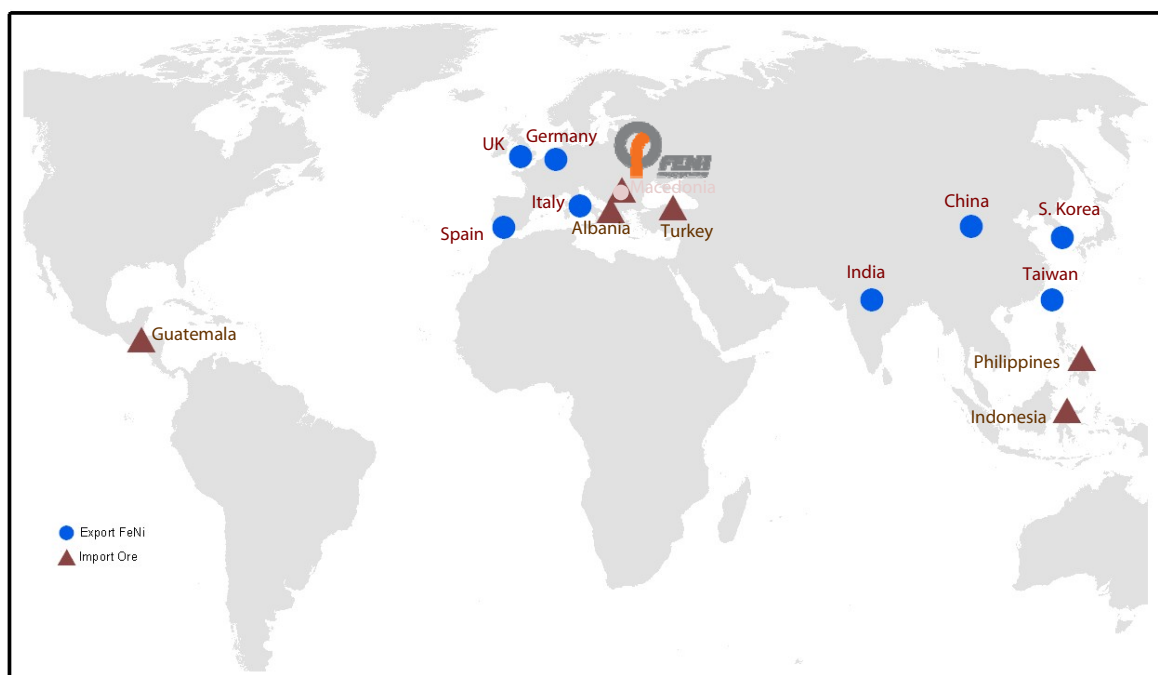 UK
Germany
FENI
Macedonia
Italy
Albania
Turkey
Spain
China
S. Korea
India
Taiwan
Guatemala
Philippines
Indonesia
Export FeNi
Import Ore